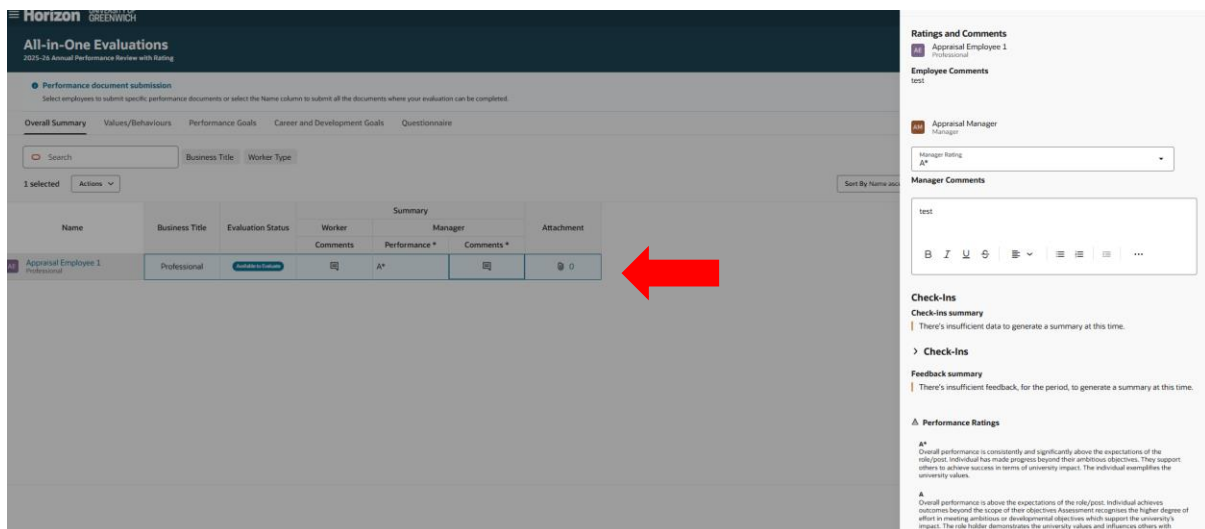 Horizon UNIVERSITY OF GREENWICH
All-in-One Evaluations
2025-26 Annual Performance Review with Rating
Performance document submission
Select employees to submit specific performance documents or select the Name column to submit all the documents where your evaluation can be completed.
Overall Summary Values/Behaviours Performance Goals Career and Development Goals Questionnaire
Search Business Title Worker Type
1 selected Actions Sort By Name asc
Summary
Name Business Title Evaluation Status Worker Manager Attachment
Comments Performance * Comments *
AE Appraisal Employee 1
Professional
Professional Available to Evaluate A* 0
Ratings and Comments
AE Appraisal Employee 1
Professional
Employee Comments
test
AM Appraisal Manager
Manager
Manager Rating
A*
Manager Comments
test
B I U S
Check-Ins
Check-ins summary
There's insufficient data to generate a summary at this time.
Check-Ins
Feedback summary
There's insufficient feedback, for the period, to generate a summary at this time.
Performance Ratings
A*
Overall performance is consistently and significantly above the expectations of the
role/post. Individual has made progress beyond their ambitious objectives. They support
others to achieve success in terms of university impact. The individual exemplifies the
university values.
A
Overall performance is above the expectations of the role/post. Individual achieves
outcomes beyond the scope of their objectives Assessment recognises the higher degree of
effort in meeting ambitious or developmental objectives which support the university's
impact. The role holder demonstrates the university values and influences others with